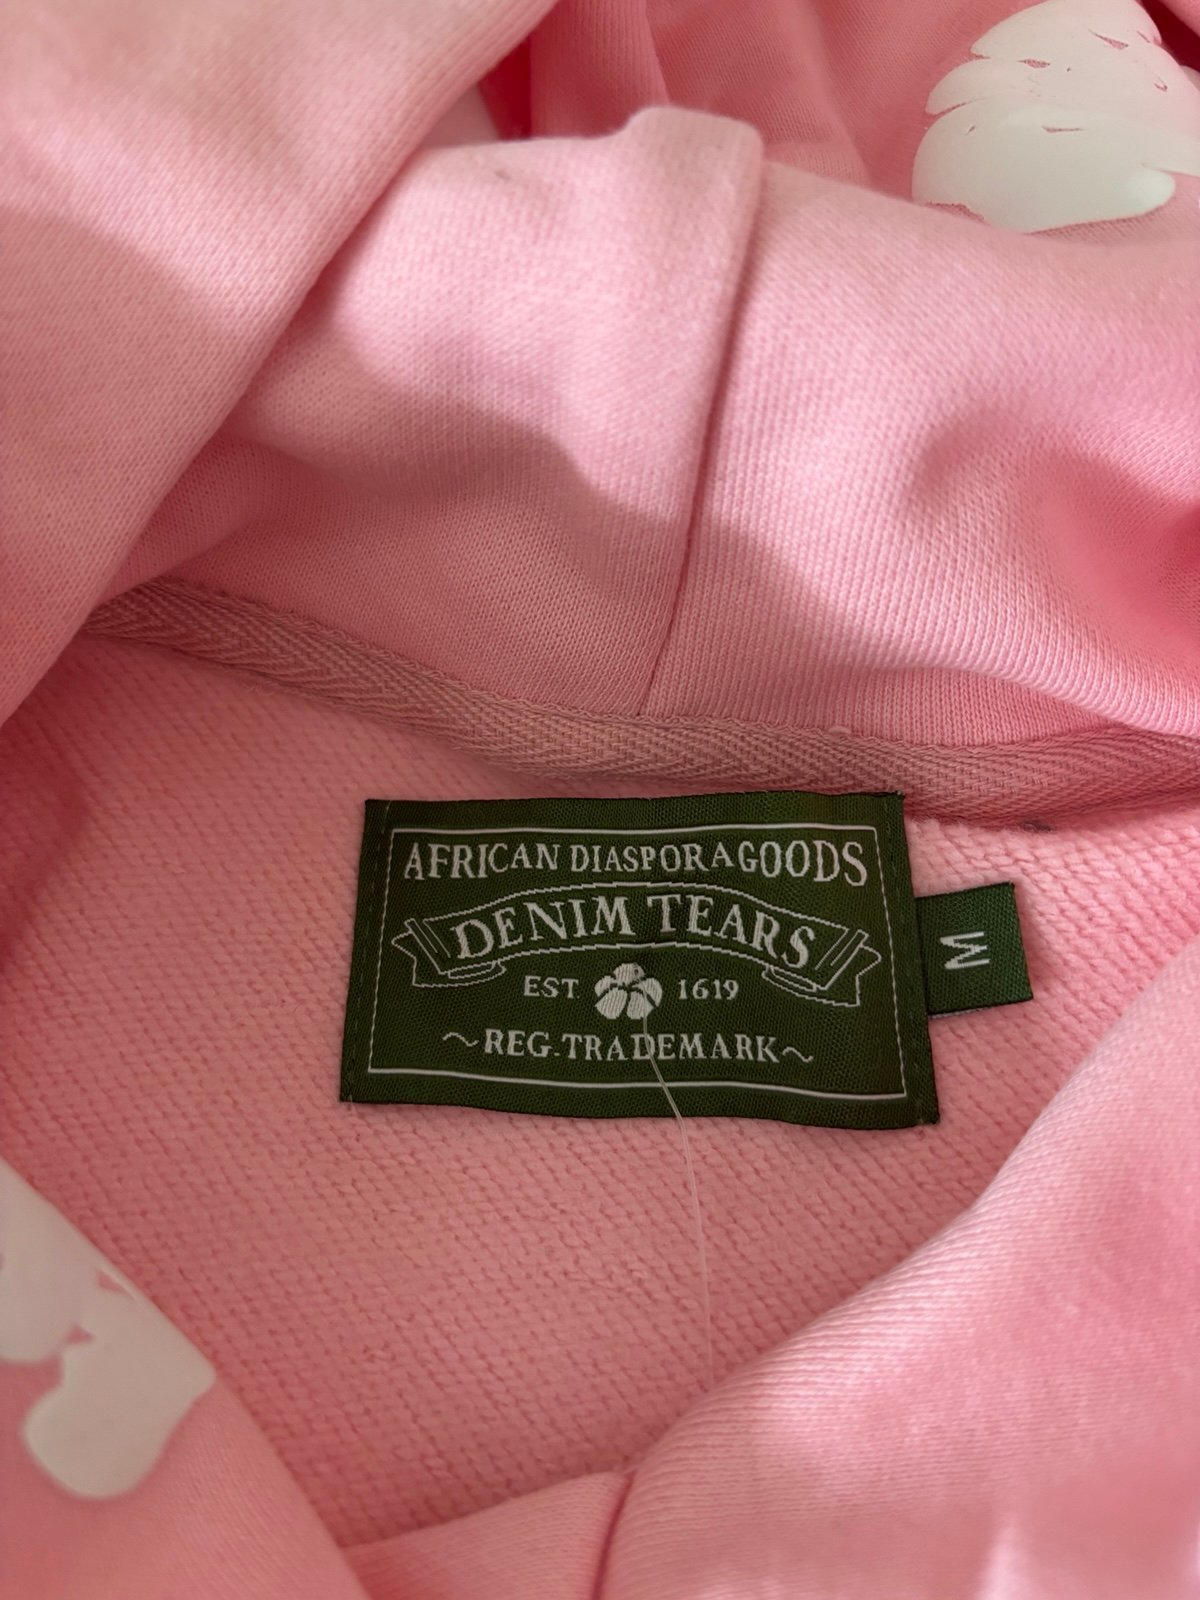 AFRICAN DIASPORA GOODS
DENIM TEARS
EST. 1619
~REG. TRADEMARK~
M